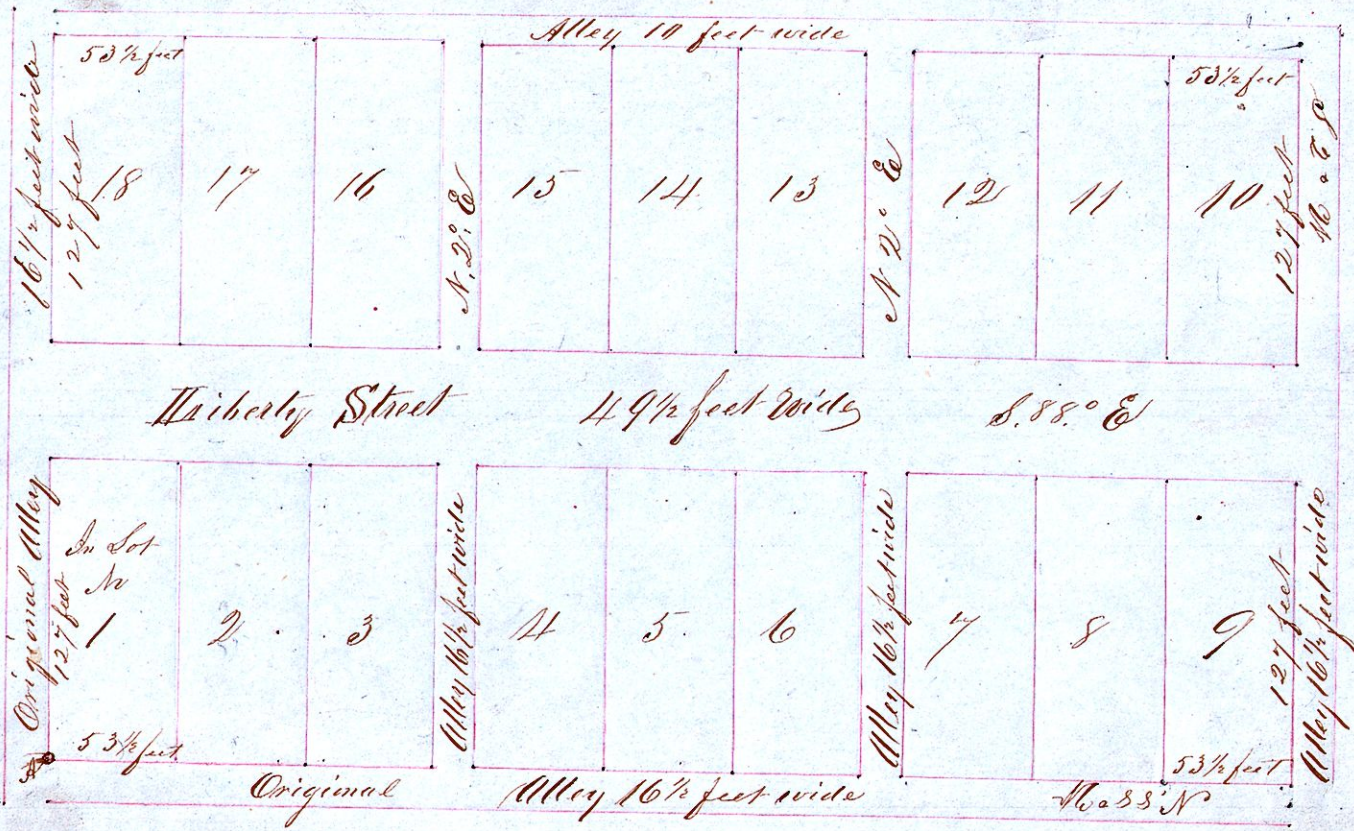 Alley 10 feet wide
53½ feet
53½ feet
16½ feet wide
127 feet
18
17
16
N. 2° E
15
14
13
N 2° E
12
11
10
127 feet
Liberty Street
49½ feet Wide
S. 88° E
Original Alley
127 feet
In Lot
No
1
2
3
Alley 16½ feet wide
4
5
6
Alley 16½ feet wide
7
8
9
127 feet
Alley 16½ feet wide
53½ feet
53½ feet
Original
Alley 16½ feet wide